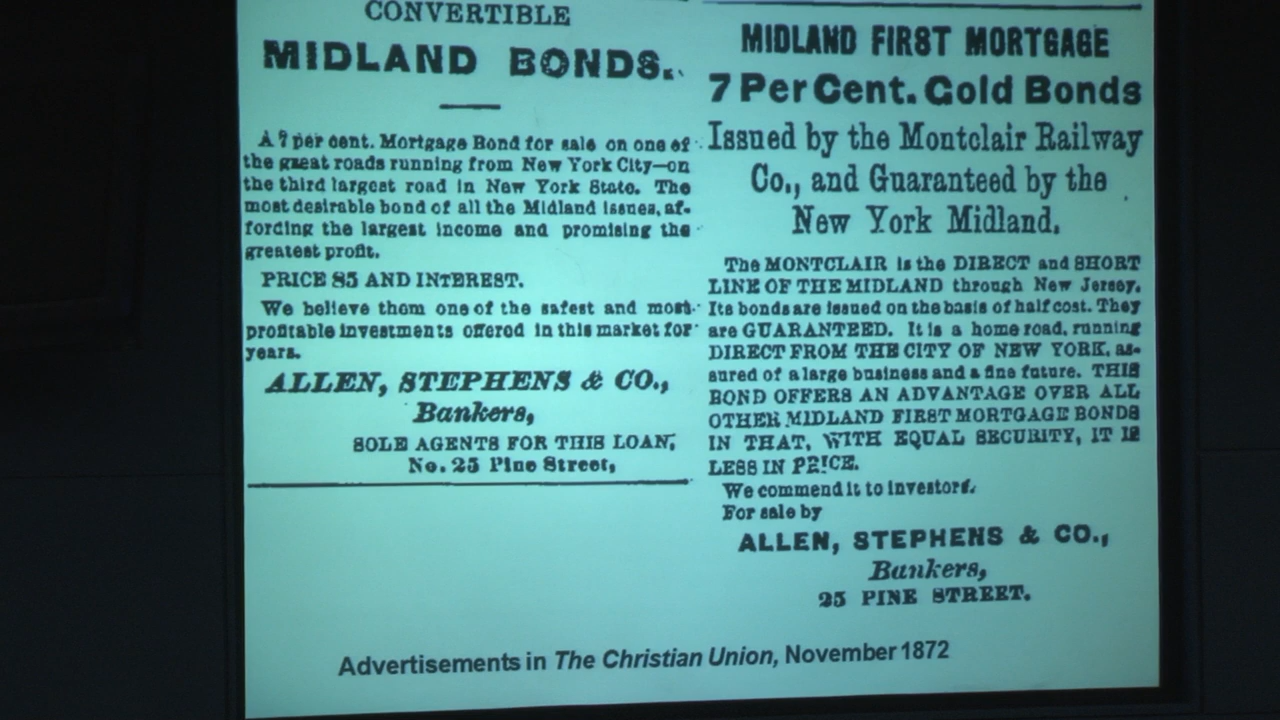 CONVERTIBLE
MIDLAND BONDS.
A 7 per cent. Mortgage Bond for sale on one of
the great roads running from New York City—on
the third largest road in New York State. The
most desirable bond of all the Midland issues, af-
fording the largest income and promising the
greatest profit.
PRICE 85 AND INTEREST.
We believe them one of the safest and most
profitable investments offered in this market for
years.
ALLEN, STEPHENS & CO.,
Bankers,
SOLE AGENTS FOR THIS LOAN,
No. 25 Pine Street,
MIDLAND FIRST MORTGAGE
7 Per Cent. Gold Bonds
Issued by the Montclair Railway
Co., and Guaranteed by the
New York Midland.
The MONTCLAIR is the DIRECT and SHORT
LINE OF THE MIDLAND through New Jersey.
Its bonds are issued on the basis of half cost. They
are GUARANTEED. It is a home road, running
DIRECT FROM THE CITY OF NEW YORK, as-
sured of a large business and a fine future. THIS
BOND OFFERS AN ADVANTAGE OVER ALL
OTHER MIDLAND FIRST MORTGAGE BONDS
IN THAT, WITH EQUAL SECURITY, IT IS
LESS IN PRICE.
We commend it to investors.
For sale by
ALLEN, STEPHENS & CO.,
Bankers,
25 PINE STREET.
Advertisements in The Christian Union, November 1872